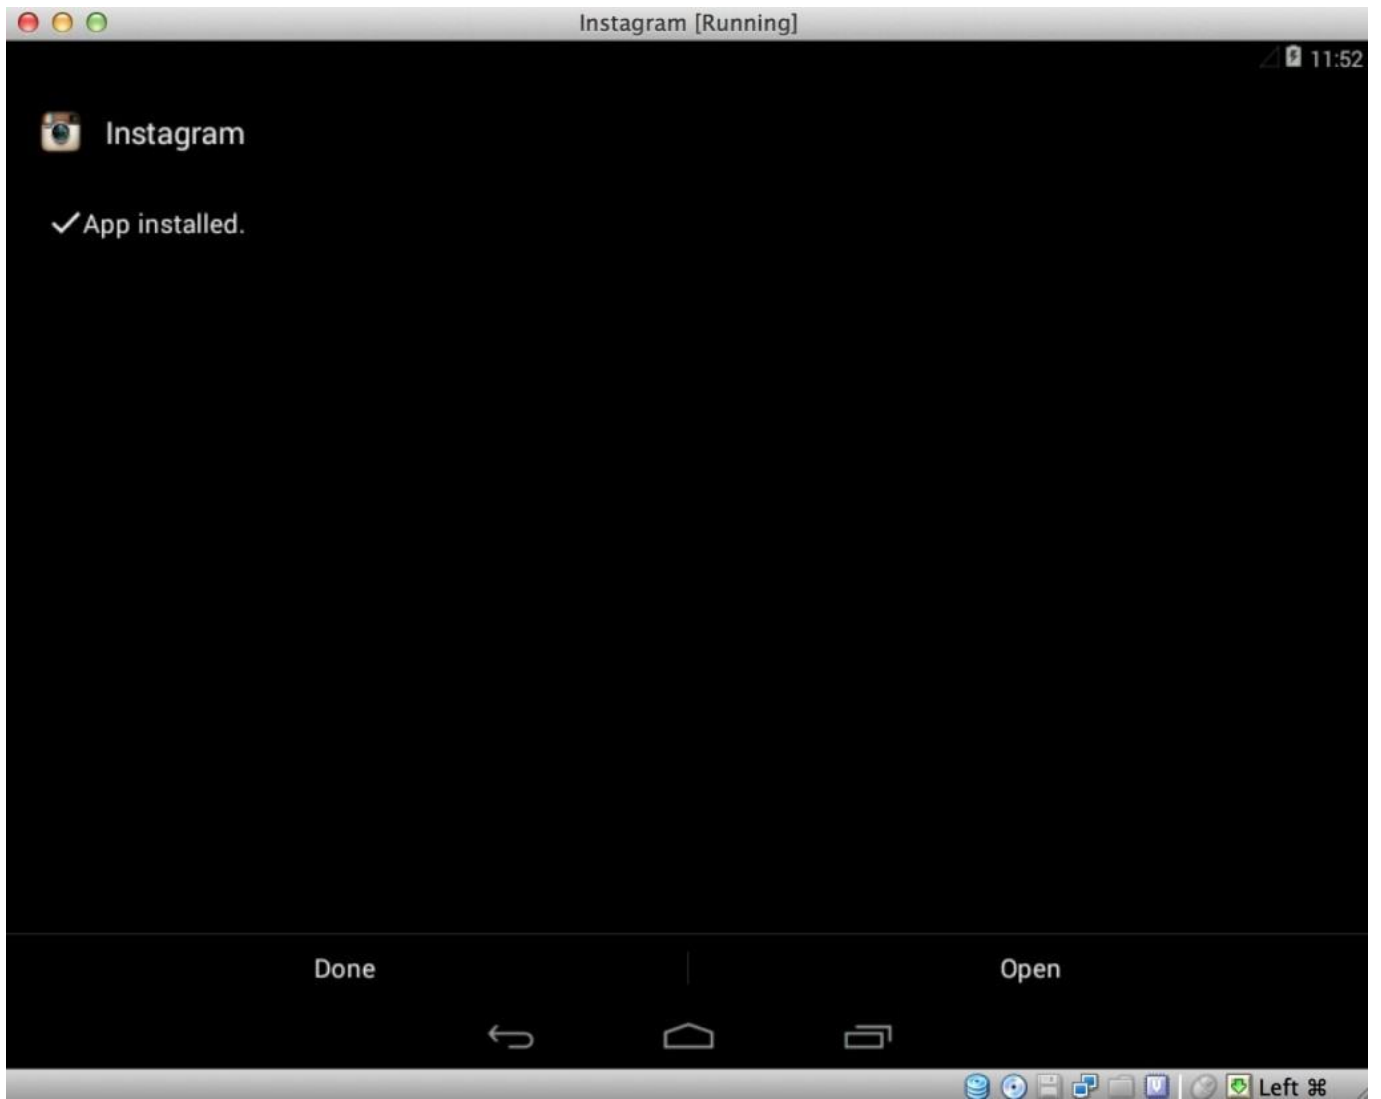 Instagram [Running]
11:52
Instagram
App installed.
Done Open
Left ⌘